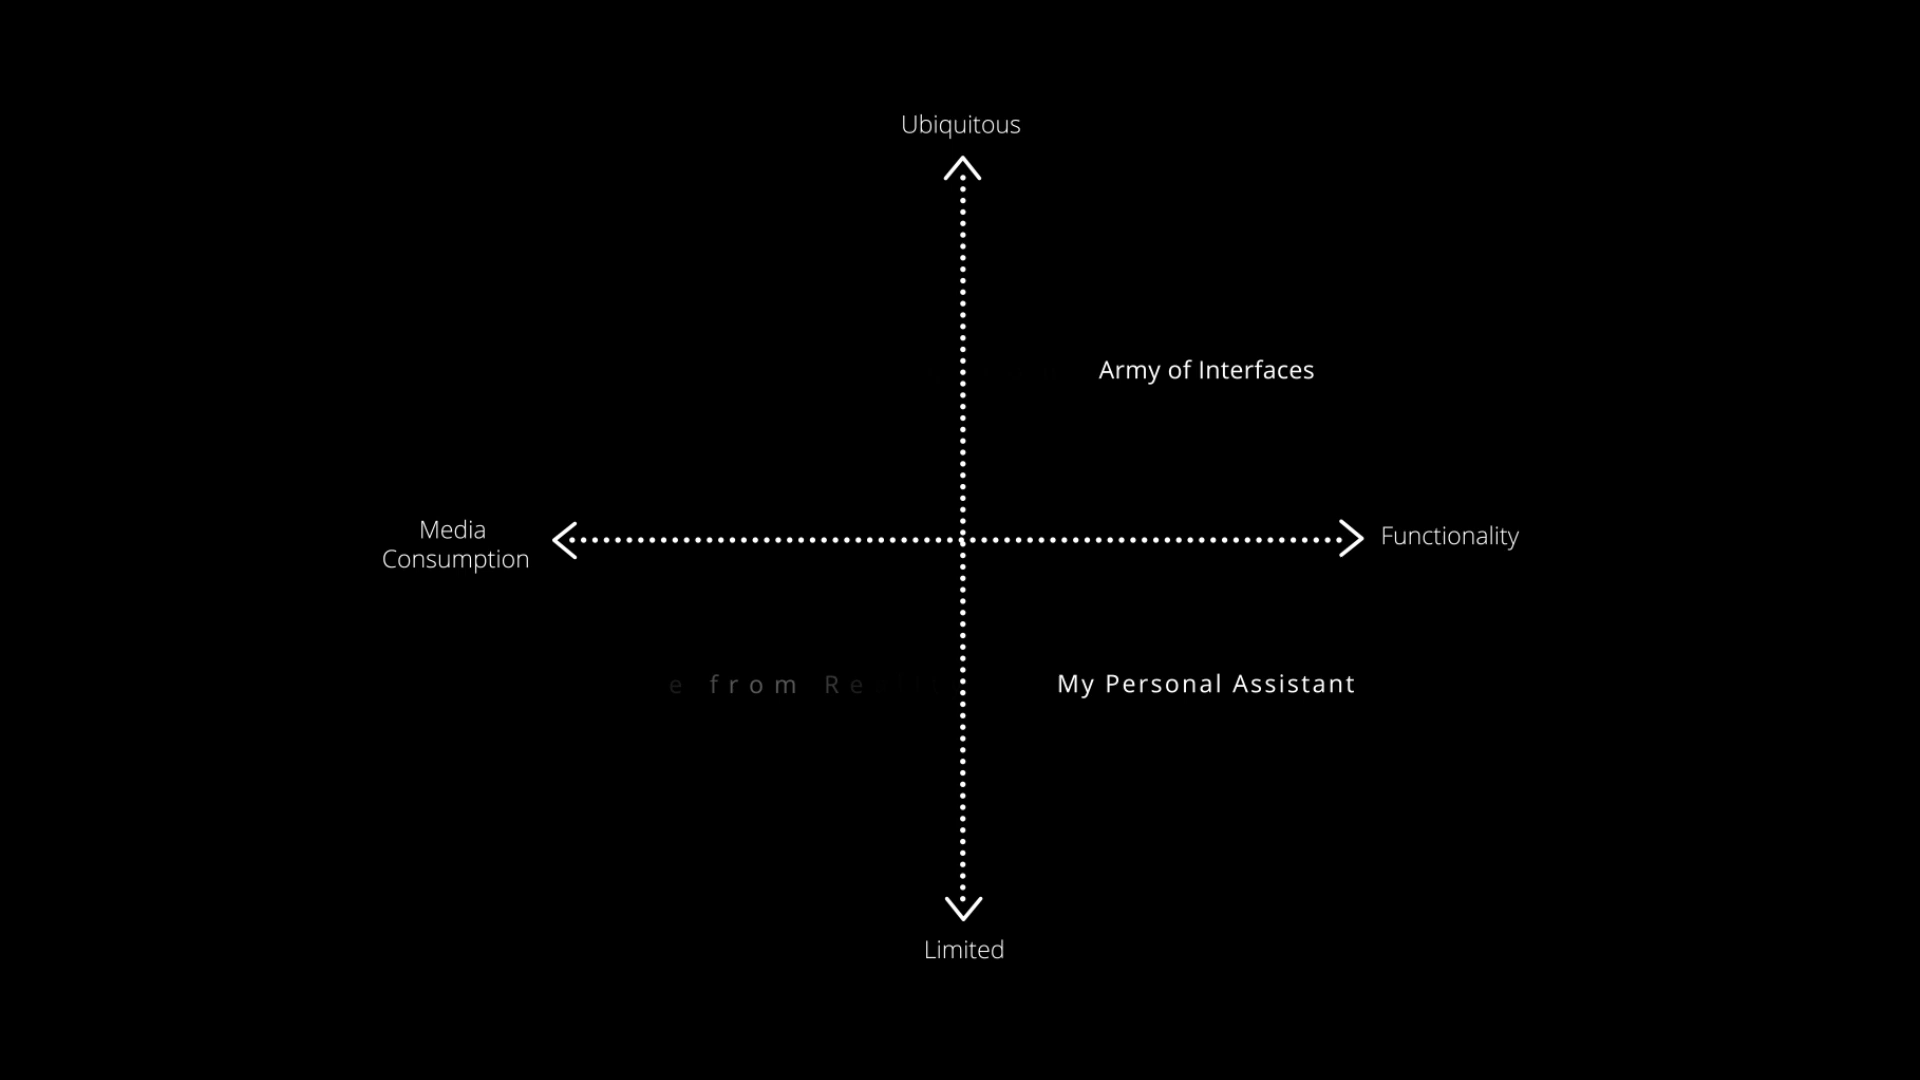 Ubiquitous
Army of Interfaces
Media
Consumption
Functionality
from
My Personal Assistant
Limited